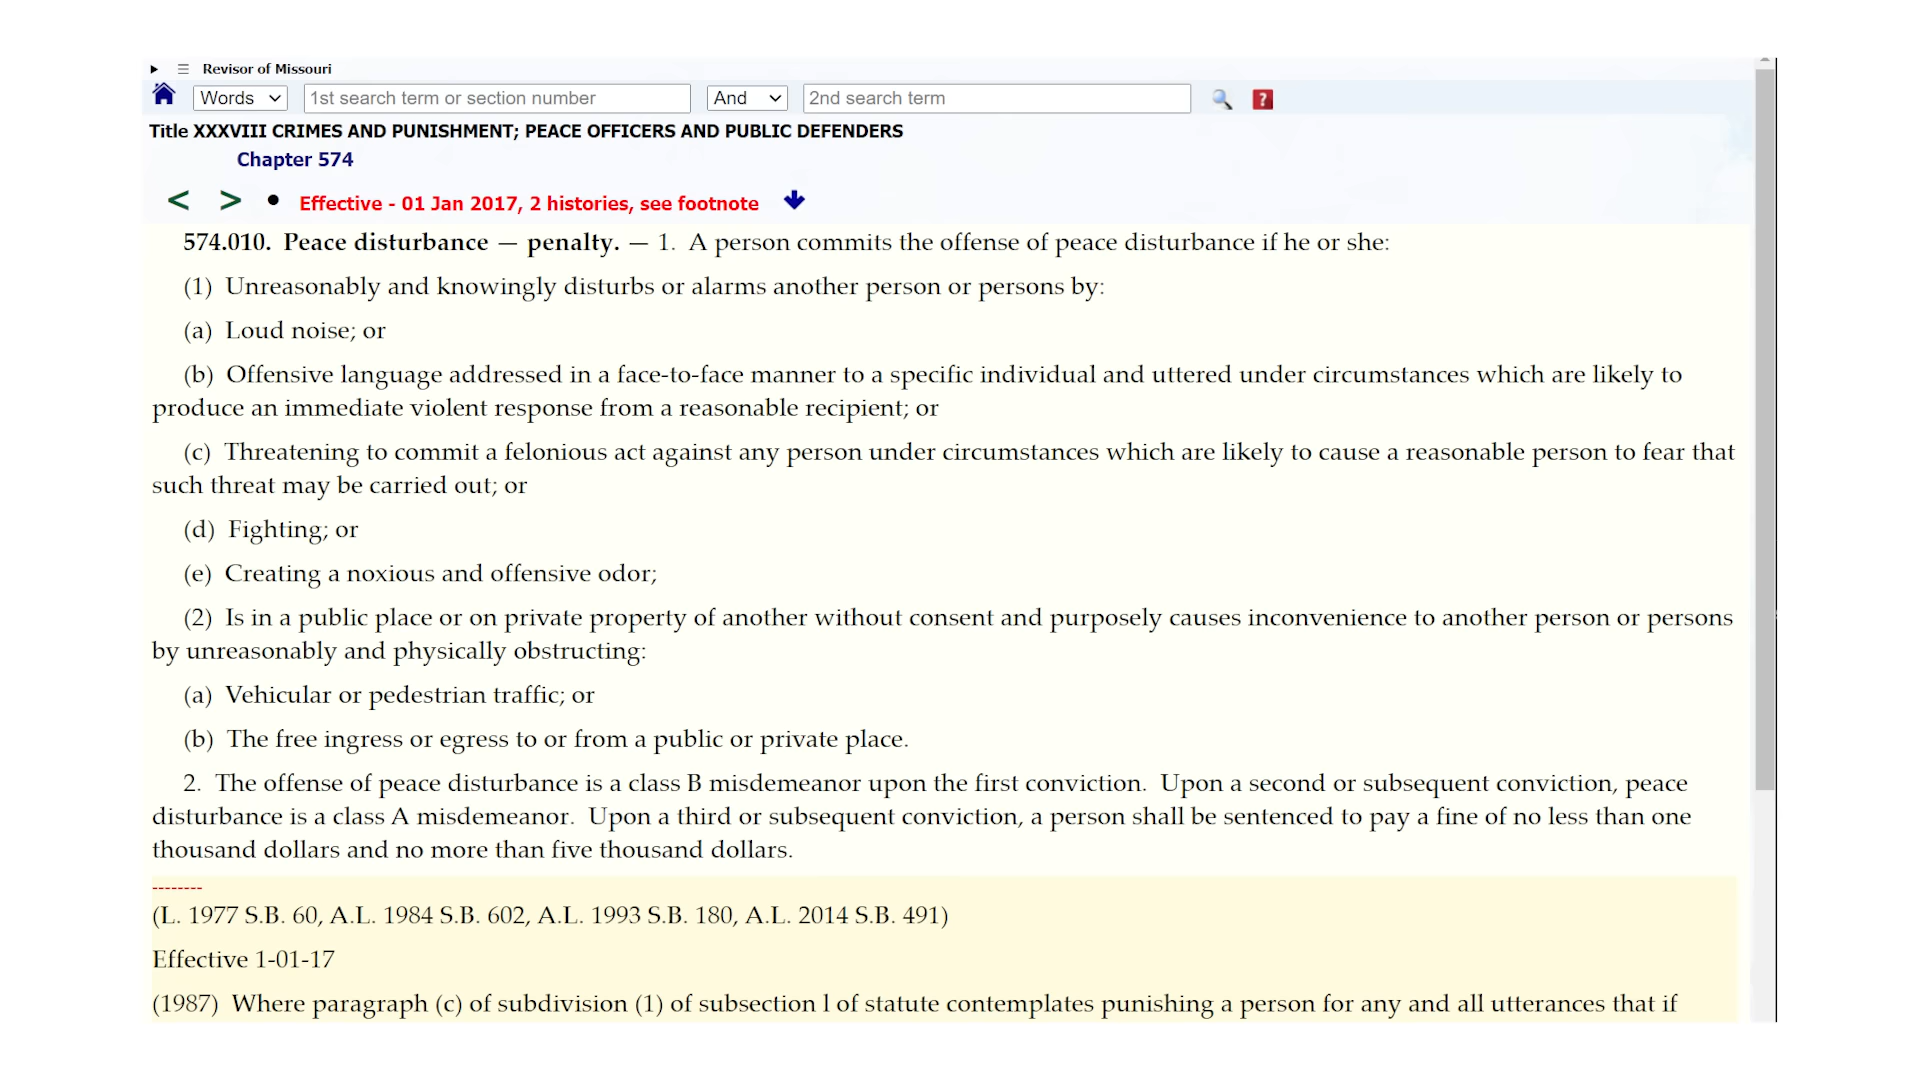 Revisor of Missouri
Words 1st search term or section number And 2nd search term ?
Title XXXVIII CRIMES AND PUNISHMENT; PEACE OFFICERS AND PUBLIC DEFENDERS
Chapter 574
< > ● Effective - 01 Jan 2017, 2 histories, see footnote
574.010. Peace disturbance — penalty. — 1. A person commits the offense of peace disturbance if he or she:
(1) Unreasonably and knowingly disturbs or alarms another person or persons by:
(a) Loud noise; or
(b) Offensive language addressed in a face-to-face manner to a specific individual and uttered under circumstances which are likely to
produce an immediate violent response from a reasonable recipient; or
(c) Threatening to commit a felonious act against any person under circumstances which are likely to cause a reasonable person to fear that
such threat may be carried out; or
(d) Fighting; or
(e) Creating a noxious and offensive odor;
(2) Is in a public place or on private property of another without consent and purposely causes inconvenience to another person or persons
by unreasonably and physically obstructing:
(a) Vehicular or pedestrian traffic; or
(b) The free ingress or egress to or from a public or private place.
2. The offense of peace disturbance is a class B misdemeanor upon the first conviction. Upon a second or subsequent conviction, peace
disturbance is a class A misdemeanor. Upon a third or subsequent conviction, a person shall be sentenced to pay a fine of no less than one
thousand dollars and no more than five thousand dollars.
--------
(L. 1977 S.B. 60, A.L. 1984 S.B. 602, A.L. 1993 S.B. 180, A.L. 2014 S.B. 491)
Effective 1-01-17
(1987) Where paragraph (c) of subdivision (1) of subsection l of statute contemplates punishing a person for any and all utterances that if